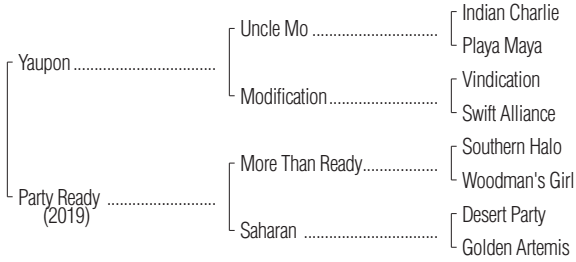 Indian Charlie
Uncle Mo ....................................
Playa Maya
Yaupon .........................................
Vindication
Modification................................
Swift Alliance
Southern Halo
More Than Ready......................
Woodman's Girl
Party Ready ...............................
(2019)
Desert Party
Saharan .......................................
Golden Artemis